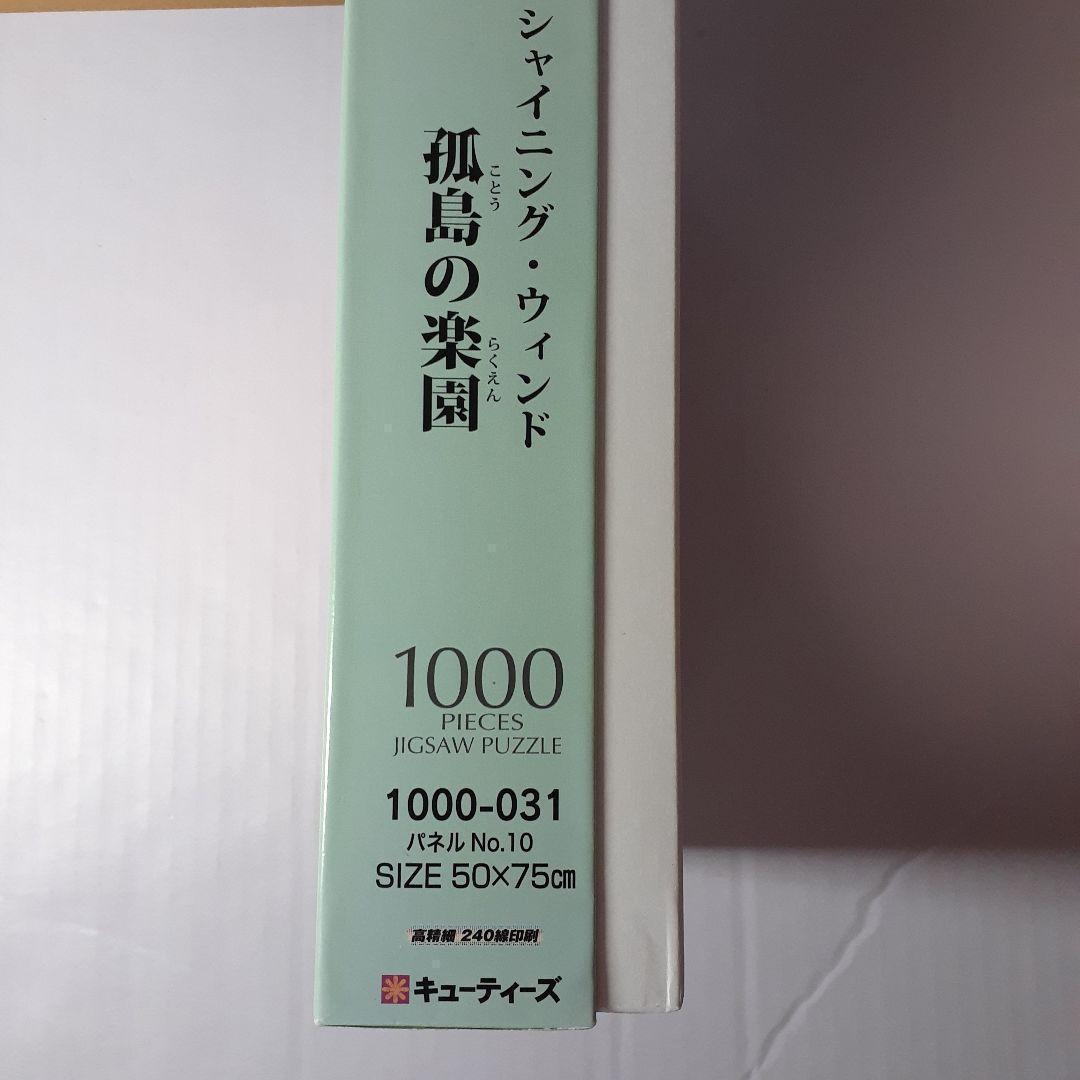 シャイニング・ウィンド
孤島の楽園
ことう
らくえん
1000
PIECES
JIGSAW PUZZLE
1000-031
パネル No.10
SIZE 50×75cm
高精細 240線印刷
キューティーズ